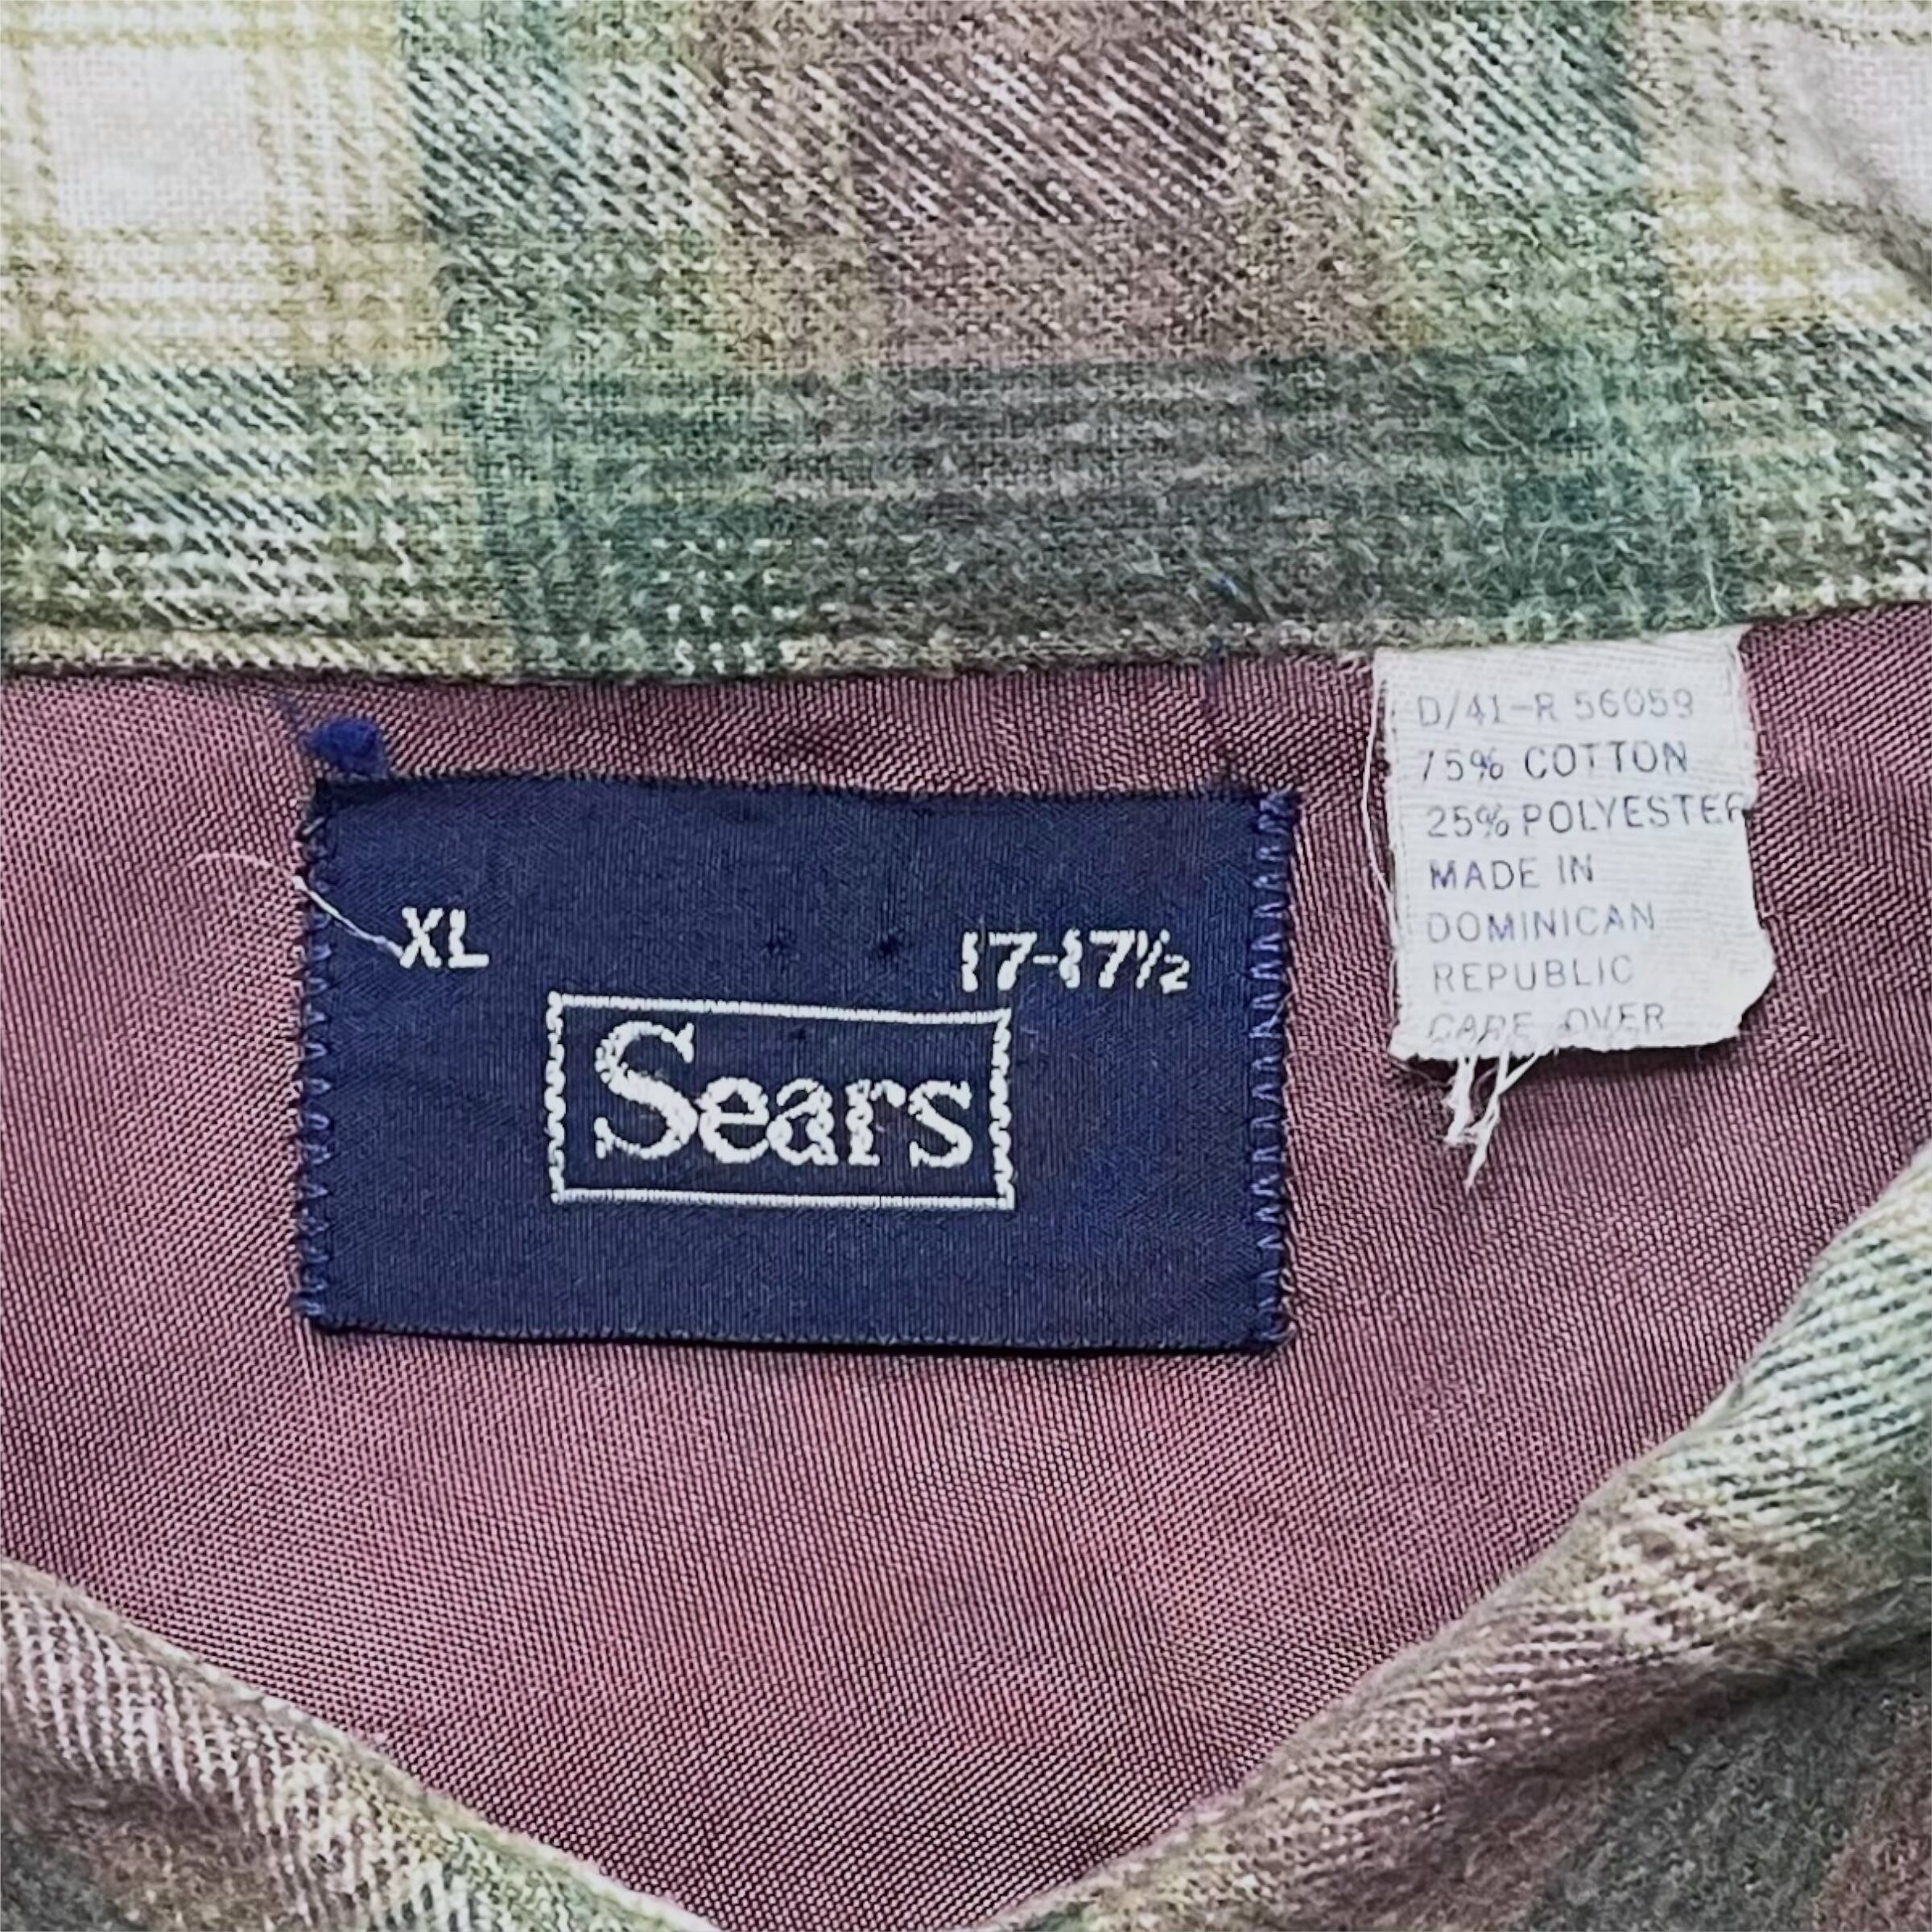 XL 17-17½
Sears
D/41-R 56059
75% COTTON
25% POLYESTER
MADE IN
DOMINICAN
REPUBLIC
CARE OVER